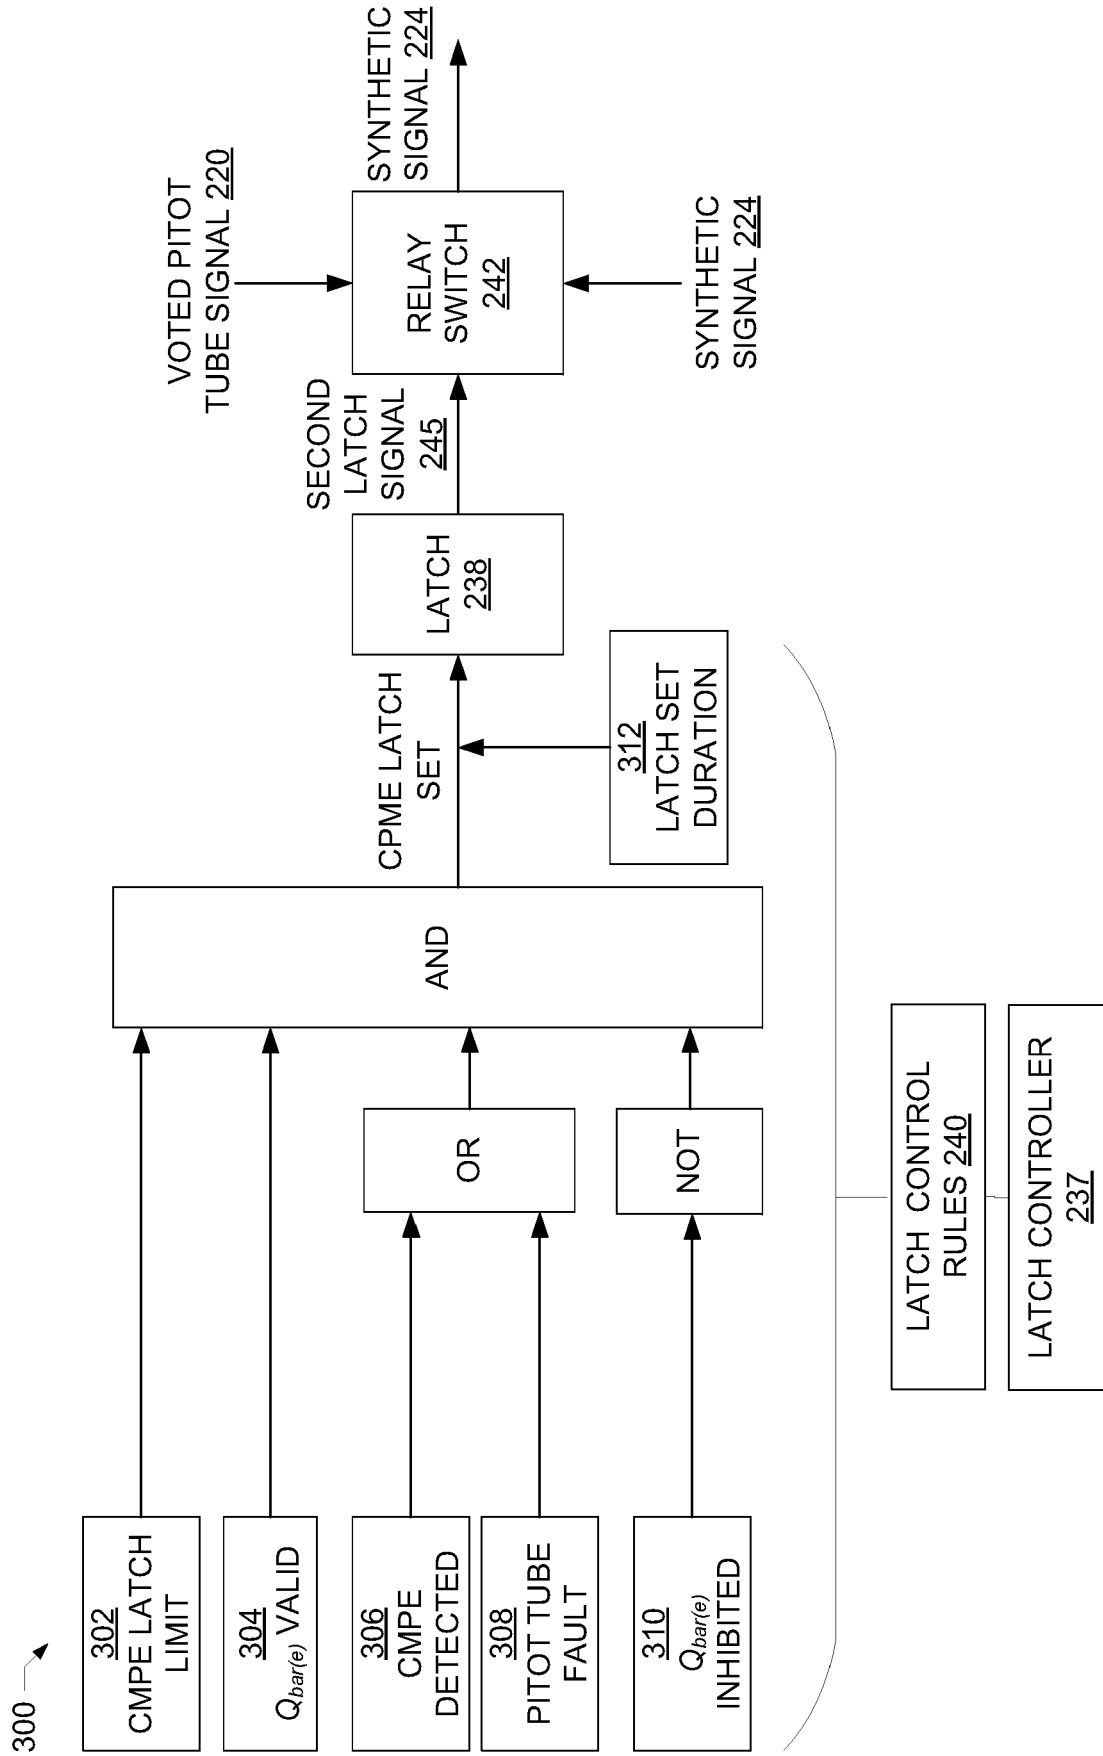 300
302
CMPE LATCH
LIMIT
304
Qbar(e) VALID
306
CMPE
DETECTED
308
PITOT TUBE
FAULT
310
Qbar(e)
INHIBITED
OR
NOT
AND
CPME LATCH
SET
312
LATCH SET
DURATION
LATCH
238
SECOND
LATCH
SIGNAL
245
VOTED PITOT
TUBE SIGNAL 220
RELAY
SWITCH
242
SYNTHETIC
SIGNAL 224
SYNTHETIC
SIGNAL 224
LATCH CONTROL
RULES 240
LATCH CONTROLLER
237